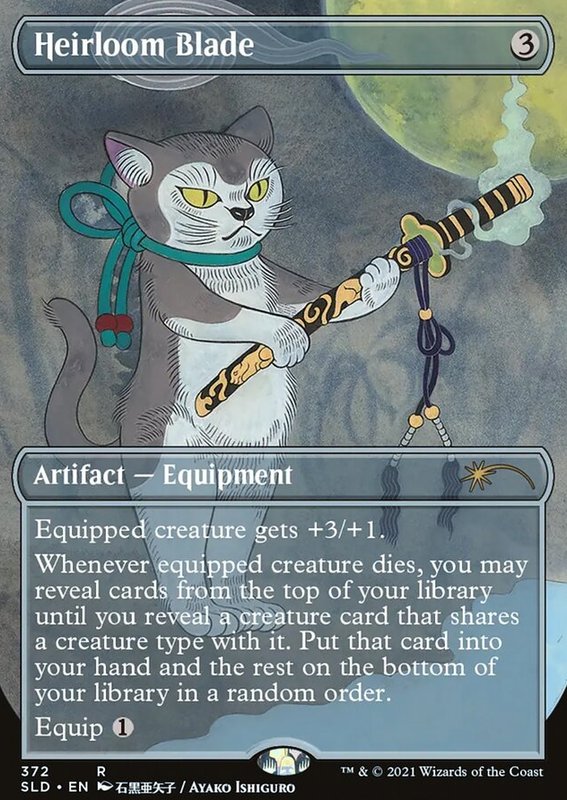 Heirloom Blade 3
Artifact — Equipment
Equipped creature gets +3/+1.
Whenever equipped creature dies, you may
reveal cards from the top of your library
until you reveal a creature card that shares
a creature type with it. Put that card into
your hand and the rest on the bottom of
your library in a random order.
Equip 1
372 R
SLD • EN 石黒亜矢子 / Ayako Ishiguro
™ & © 2021 Wizards of the Coast